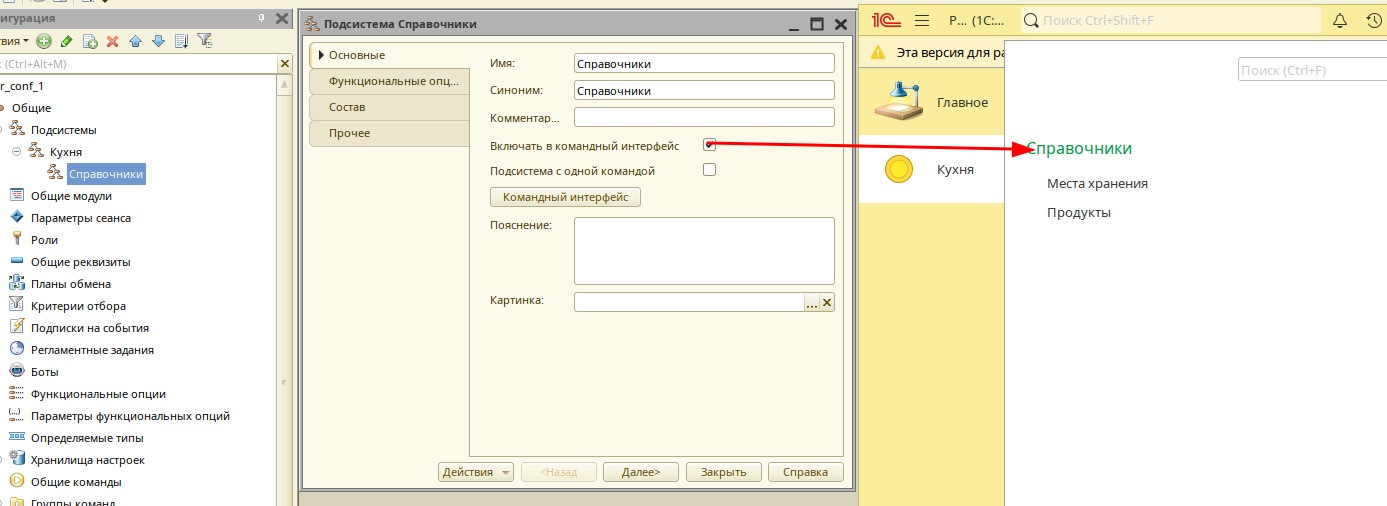 игурация
вия
(Ctrl+Alt+M)
r_conf_1
Общие
Подсистемы
Кухня
Справочники
Общие модули
Параметры сеанса
Роли
Общие реквизиты
Планы обмена
Критерии отбора
Подписки на события
Регламентные задания
Боты
Функциональные опции
Параметры функциональных опций
Определяемые типы
Хранилища настроек
Общие команды
Группы команд
Подсистема Справочники
Основные
Функциональные опц...
Состав
Прочее
Имя: Справочники
Синоним: Справочники
Комментар...
Включать в командный интерфейс
Подсистема с одной командой
Командный интерфейс
Пояснение:
Картинка:
Действия <Назад Далее> Закрыть Справка
1С Р... (1С:... Поиск Ctrl+Shift+F
Эта версия для ра
Поиск (Ctrl+F)
Главное
Кухня
Справочники
Места хранения
Продукты